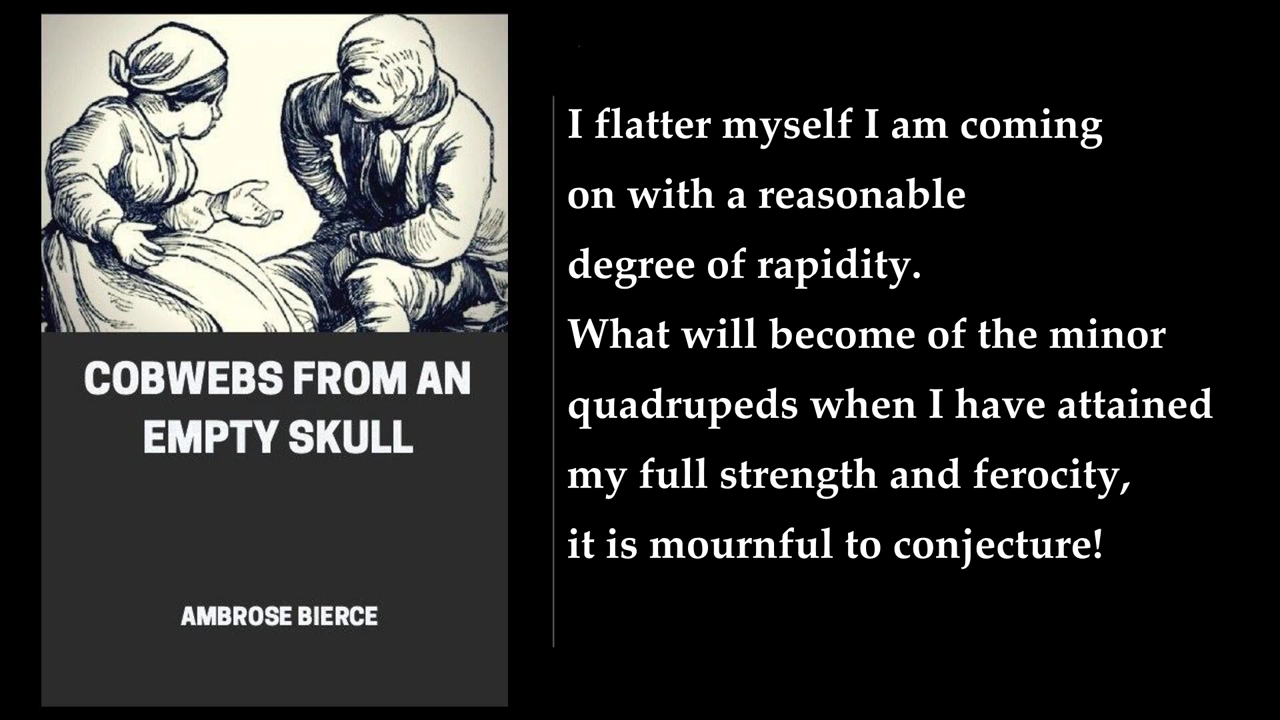 COBWEBS FROM AN
EMPTY SKULL
AMBROSE BIERCE
I flatter myself I am coming
on with a reasonable
degree of rapidity.
What will become of the minor
quadrupeds when I have attained
my full strength and ferocity,
it is mournful to conjecture!